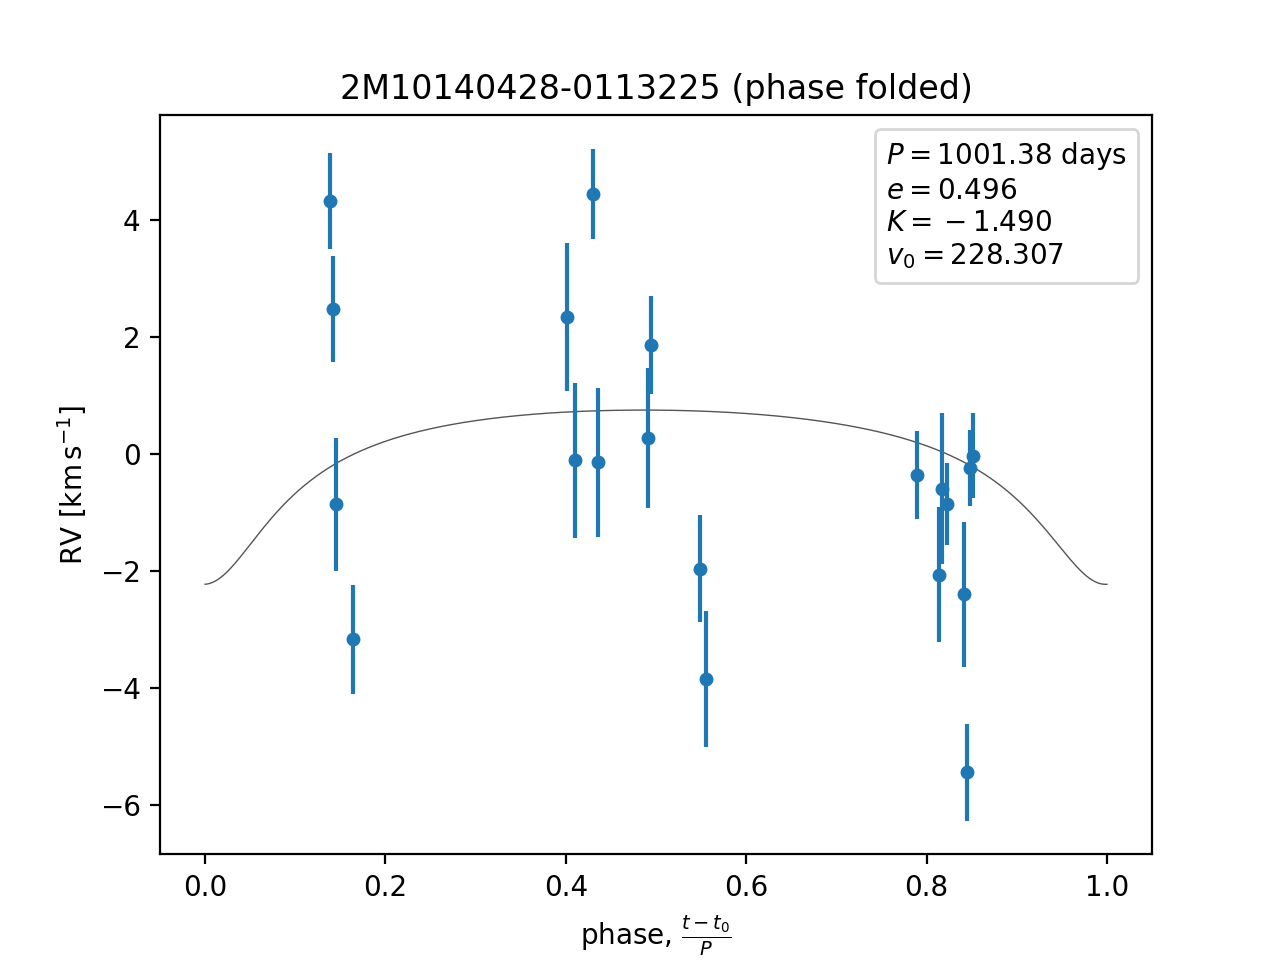 2M10140428-0113225 (phase folded)
P = 1001.38 days
e = 0.496
K = −1.490
v₀ = 228.307
4
2
0
−2
−4
−6
RV [km s⁻¹]
0.0 0.2 0.4 0.6 0.8 1.0
phase, (t − t₀)/P